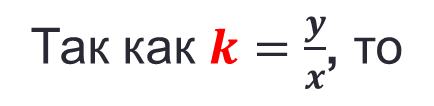 Так как k = y/x, то